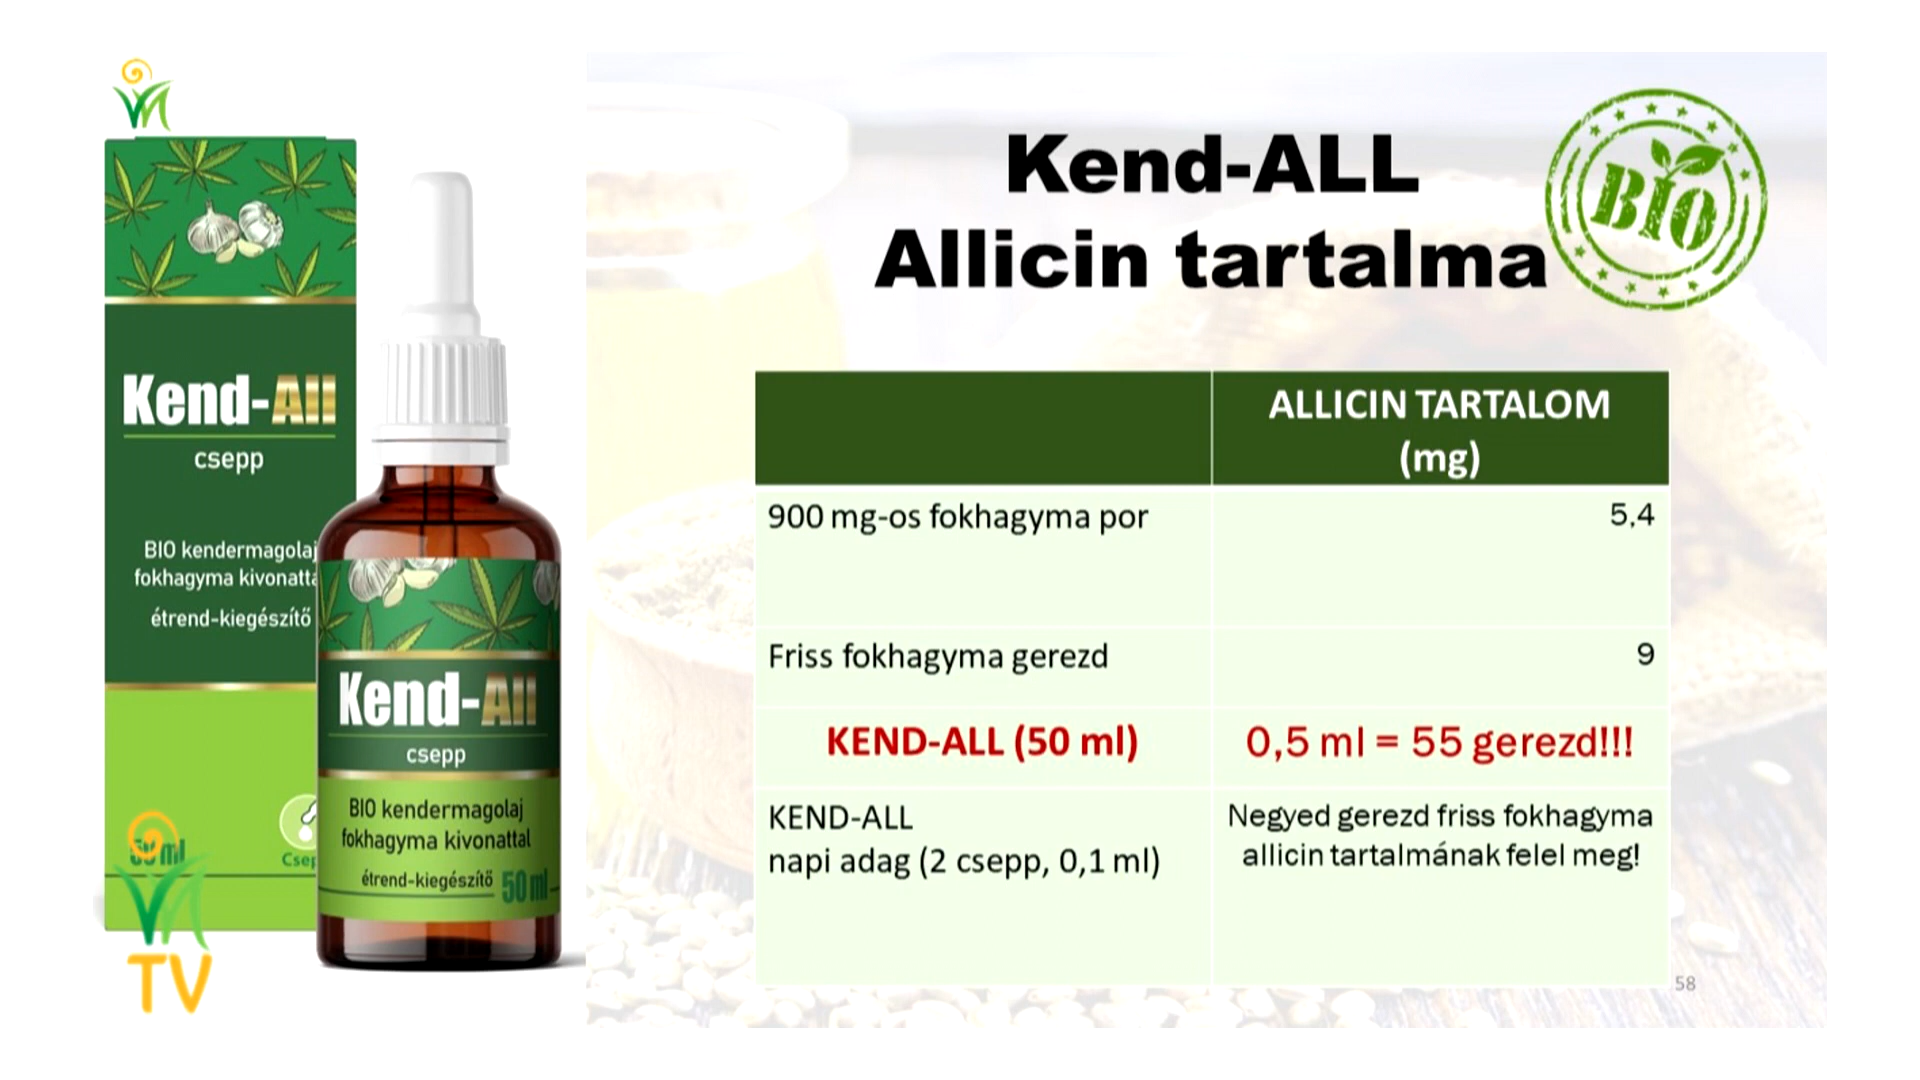 Kend-ALL
Allicin tartalma
BIO
Kend-All
csepp
BIO kendermagolaj
fokhagyma
étrend-kiegészítő
50 ml
Kend-All
csepp
BIO kendermagolaj
fokhagyma kivonattal
étrend-kiegészítő 50 ml
TV
ALLICIN TARTALOM
(mg)
900 mg-os fokhagyma por 5,4
Friss fokhagyma gerezd 9
KEND-ALL (50 ml) 0,5 ml = 55 gerezd!!!
KEND-ALL
napi adag (2 csepp, 0,1 ml)
Negyed gerezd friss fokhagyma
allicin tartalmának felel meg!
58